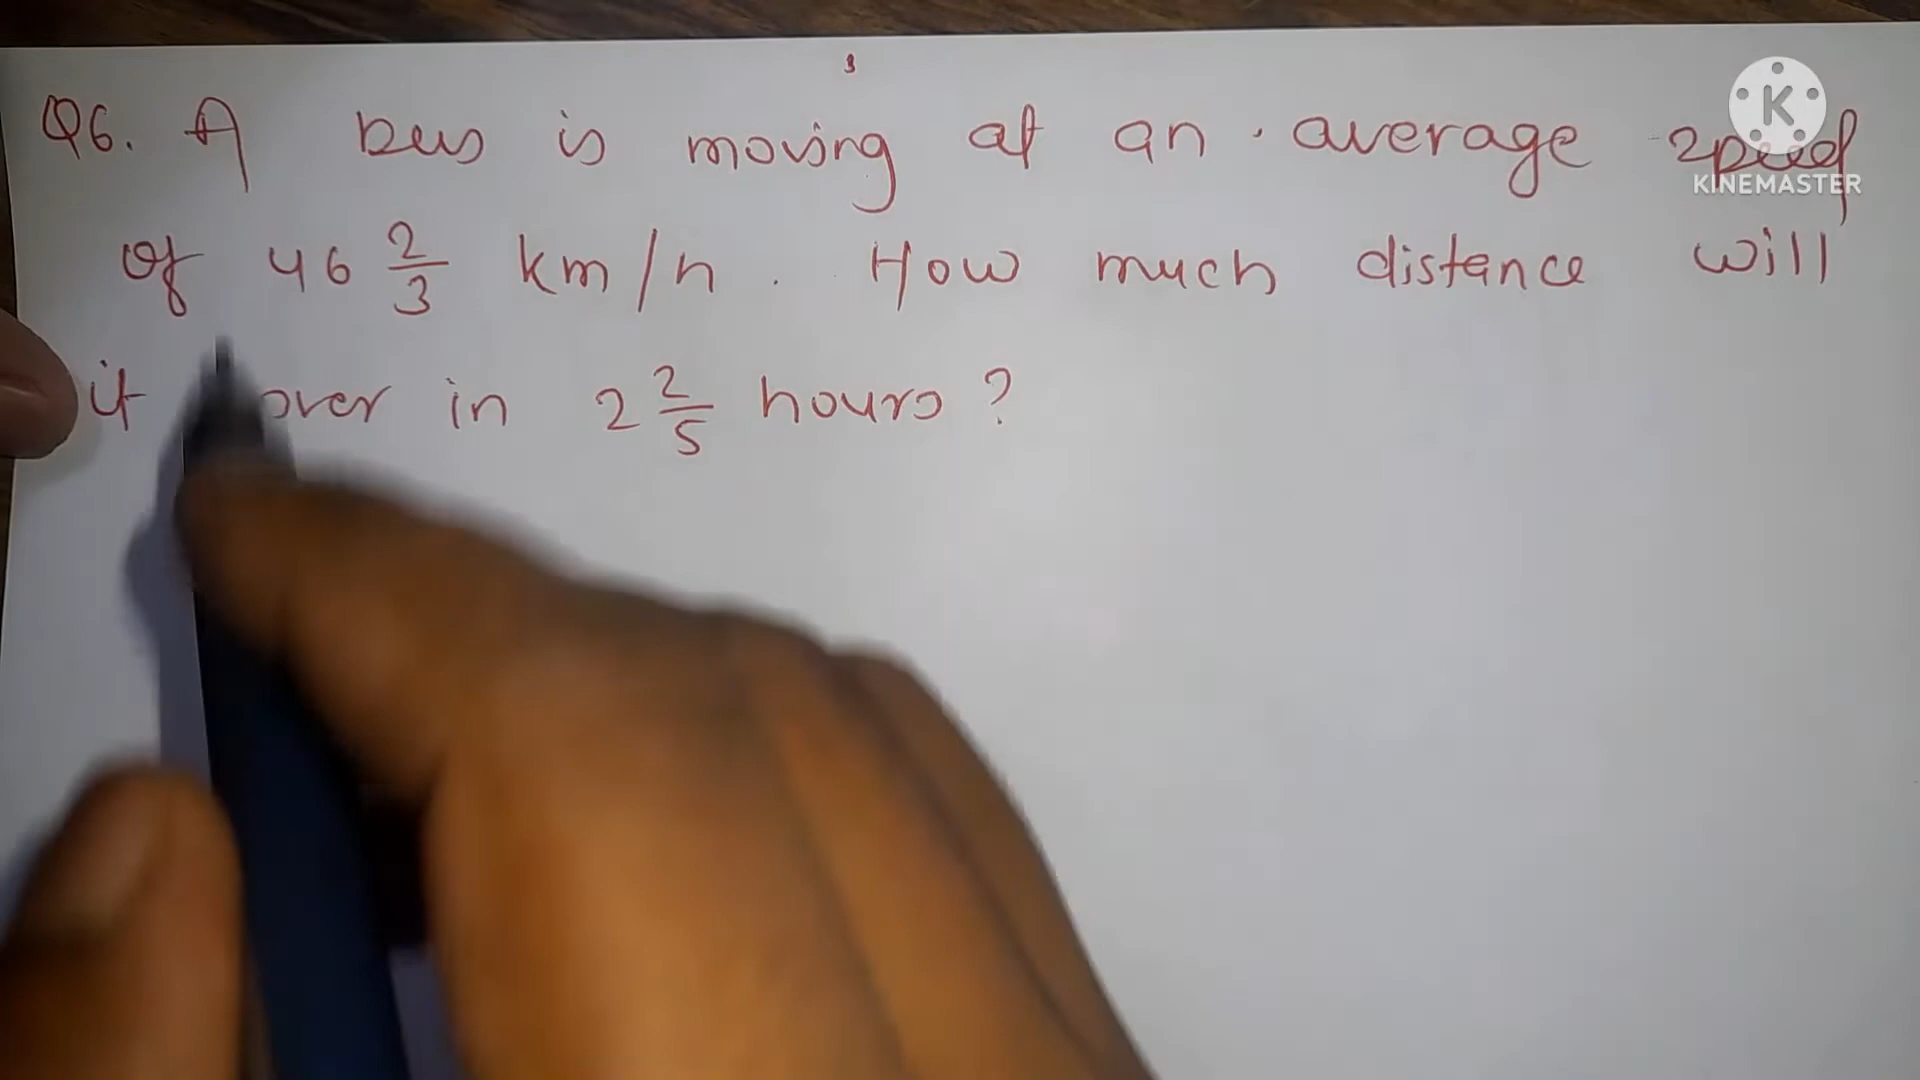 Q6. A bus is moving at an average speed
of 46 2/3 km/h. How much distance will
it over in 2 2/5 hours?
K
KINEMASTER